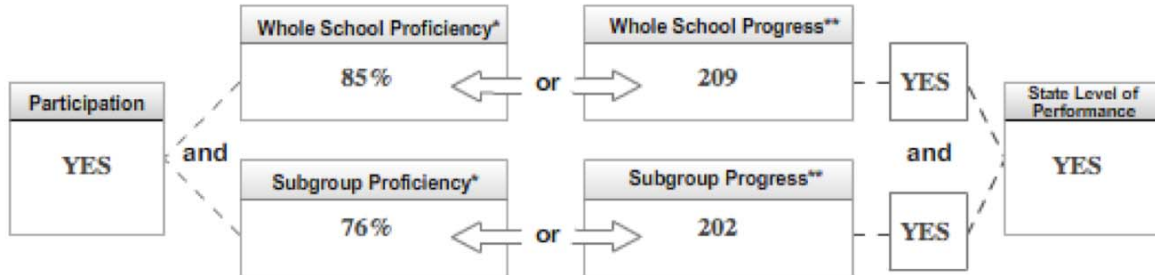 Whole School Proficiency*
85%
or
Whole School Progress**
209
YES
Participation
YES
and
and
State Level of
Performance
YES
Subgroup Proficiency*
76%
or
Subgroup Progress**
202
YES